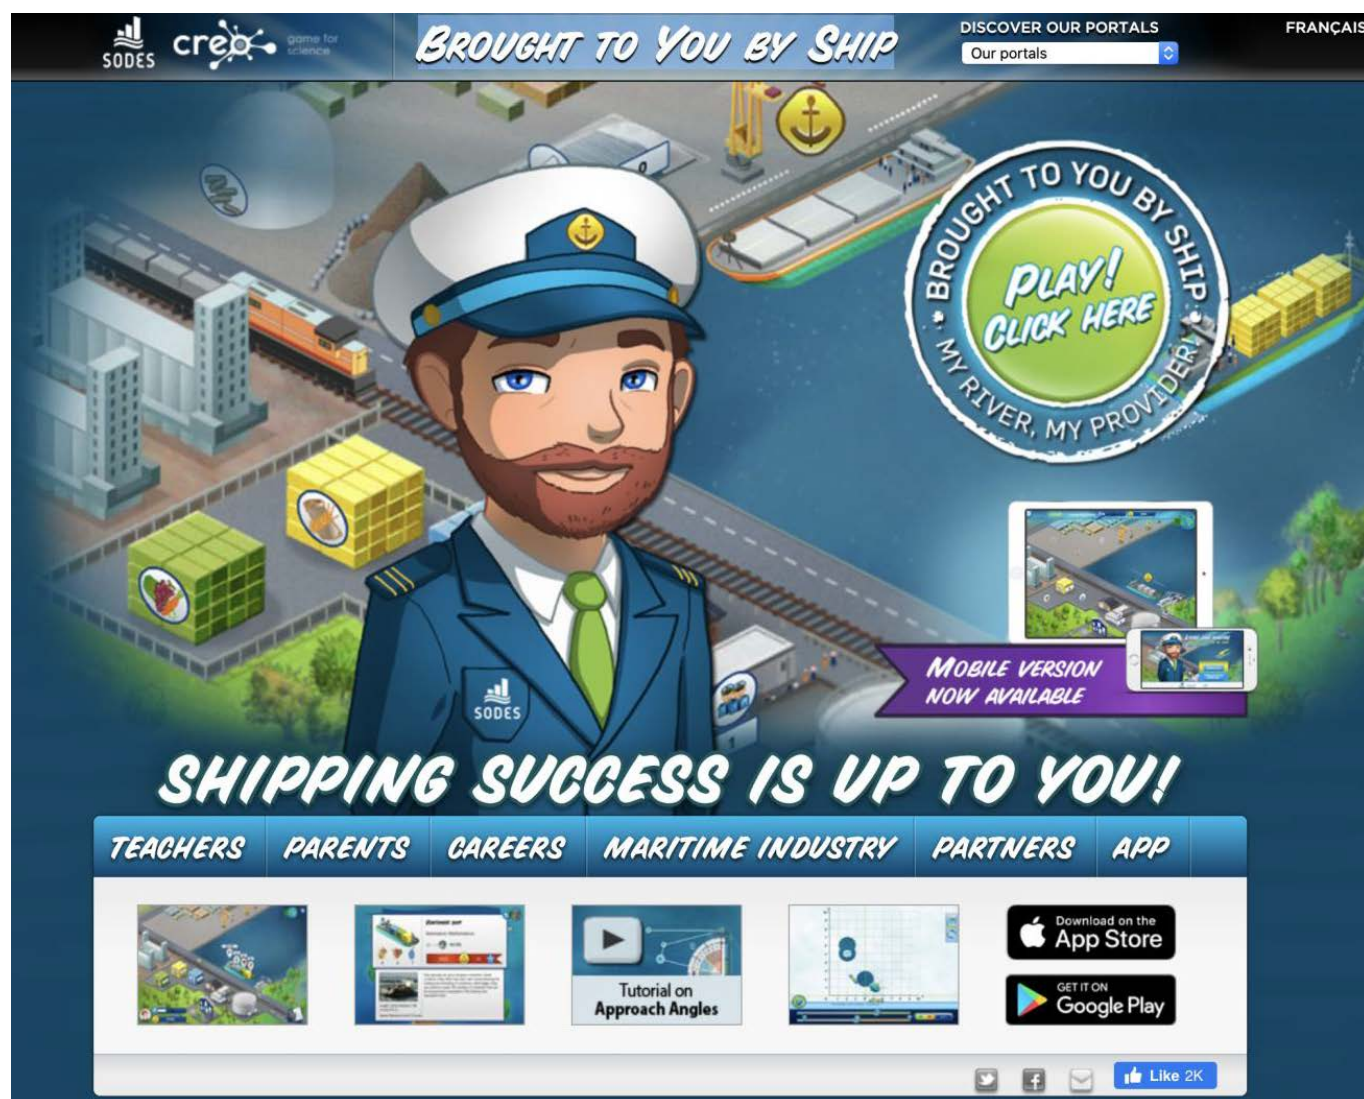 SODES
creo
game for
science
BROUGHT TO YOU BY SHIP
DISCOVER OUR PORTALS
Our portals
FRANÇAIS
BROUGHT TO YOU BY SHIP
PLAY!
CLICK HERE
MY RIVER, MY PROVIDER!
MOBILE VERSION
NOW AVAILABLE
SODES
1
SHIPPING SUCCESS IS UP TO YOU!
TEACHERS
PARENTS
CAREERS
MARITIME INDUSTRY
PARTNERS
APP
Tutorial on
Approach Angles
Download on the
App Store
GET IT ON
Google Play
Like 2K